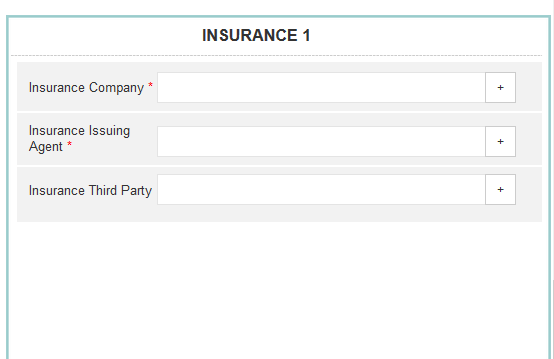 INSURANCE 1
Insurance Company * +
Insurance Issuing
Agent * +
Insurance Third Party +